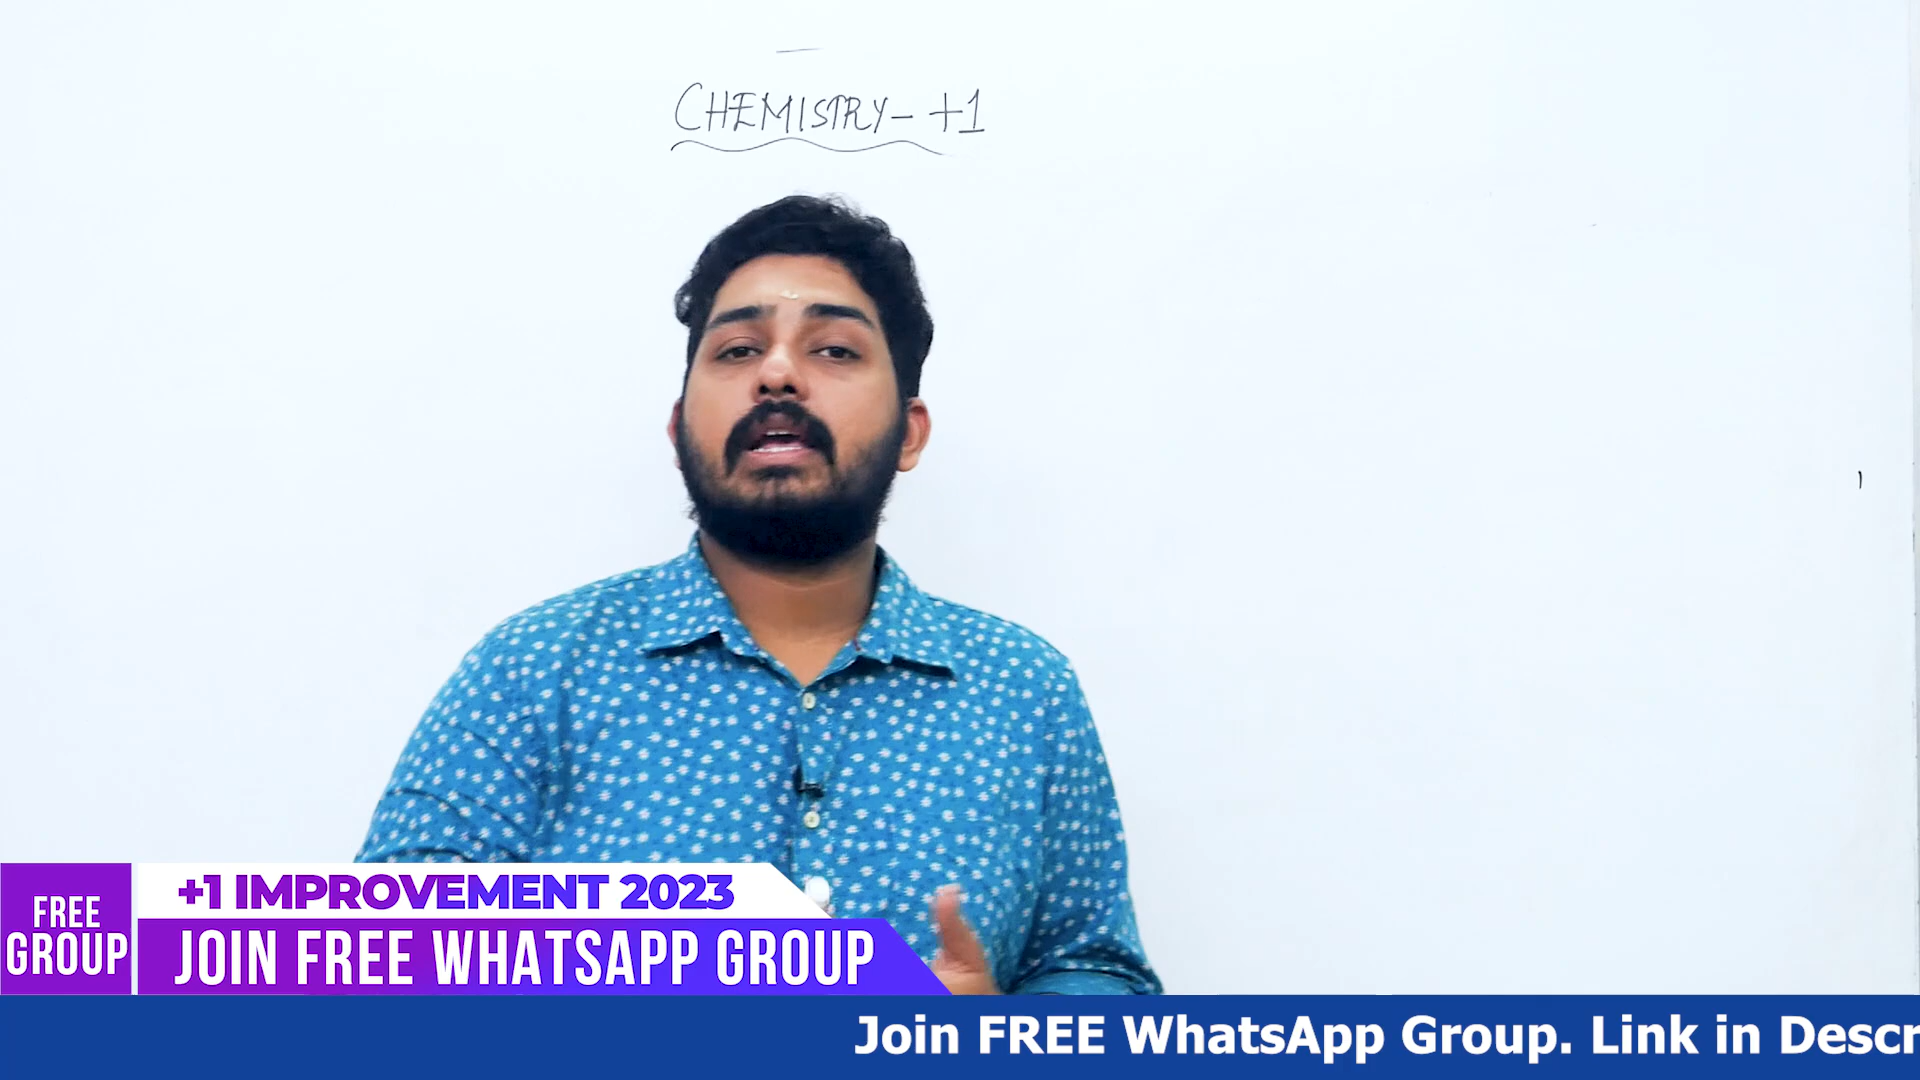 CHEMISTRY- +1
FREE
GROUP
+1 IMPROVEMENT 2023
JOIN FREE WHATSAPP GROUP
Join FREE WhatsApp Group. Link in Descr